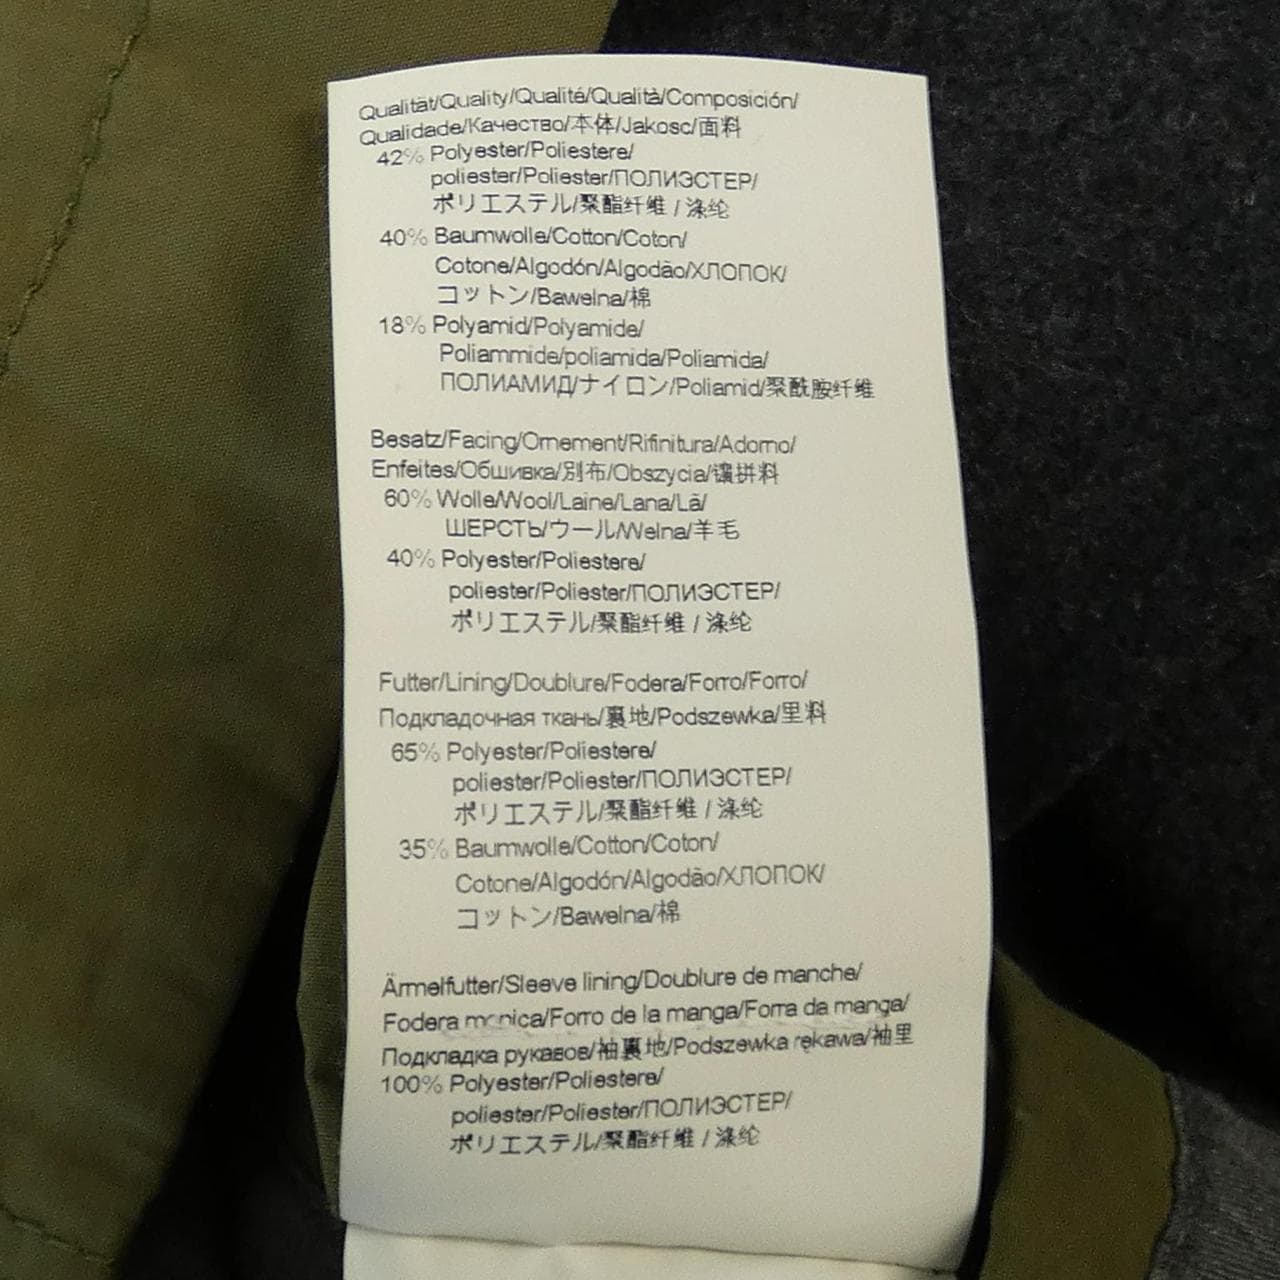 Qualität/Quality/Qualité/Qualità/Composición/
Qualidade/Качество/本体/Jakosc/面料
42% Polyester/Poliestere/
poliester/Poliester/ПОЛИЭСТЕР/
ポリエステル/聚酯纤维 / 涤纶
40% Baumwolle/Cotton/Coton/
Cotone/Algodón/Algodão/ХЛОПОК/
コットン/Bawelna/棉
18% Polyamid/Polyamide/
Poliammide/poliamida/Poliamida/
ПОЛИАМИД/ナイロン/Poliamid/聚酰胺纤维
Besatz/Facing/Ornement/Rifinitura/Adorno/
Enfeites/Обшивка/別布/Obszycia/镶拼料
60% Wolle/Wool/Laine/Lana/Lã/
ШЕРСТЬ/ウール/Welna/羊毛
40% Polyester/Poliestere/
poliester/Poliester/ПОЛИЭСТЕР/
ポリエステル/聚酯纤维 / 涤纶
Futter/Lining/Doublure/Fodera/Forro/Forro/
Подкладочная ткань/裏地/Podszewka/里料
65% Polyester/Poliestere/
poliester/Poliester/ПОЛИЭСТЕР/
ポリエステル/聚酯纤维 / 涤纶
35% Baumwolle/Cotton/Coton/
Cotone/Algodón/Algodão/ХЛОПОК/
コットン/Bawelna/棉
Ärmelfutter/Sleeve lining/Doublure de manche/
Fodera manica/Forro de la manga/Forra da manga/
Подкладка рукавов/袖裏地/Podszewka rękawa/袖里
100% Polyester/Poliestere/
poliester/Poliester/ПОЛИЭСТЕР/
ポリエステル/聚酯纤维 / 涤纶